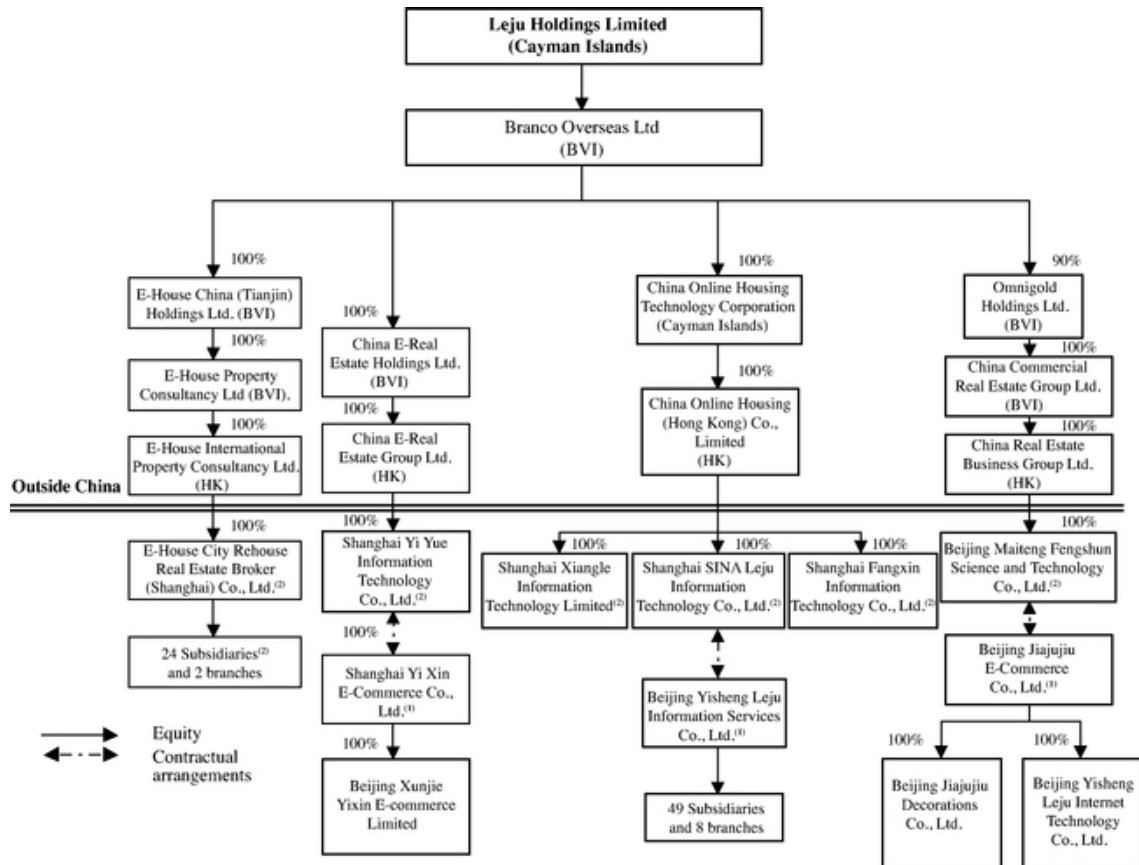 Leju Holdings Limited
(Cayman Islands)
Branco Overseas Ltd
(BVI)
100%
100%
90%
E-House China (Tianjin)
Holdings Ltd. (BVI)
100%
China Online Housing
Technology Corporation
(Cayman Islands)
Omnigold
Holdings Ltd.
(BVI)
100%
China E-Real
Estate Holdings Ltd.
(BVI)
100%
100%
E-House Property
Consultancy Ltd (BVI).
China Commercial
Real Estate Group Ltd.
(BVI)
100%
100%
China Online Housing
(Hong Kong) Co.,
Limited
(HK)
100%
E-House International
Property Consultancy Ltd.
(HK)
China E-Real
Estate Group Ltd.
(HK)
China Real Estate
Business Group Ltd.
(HK)
Outside China
100%
100%
100%
100%
100%
100%
E-House City Rehouse
Real Estate Broker
(Shanghai) Co., Ltd.(2)
Shanghai Yi Yue
Information
Technology
Co., Ltd.(2)
Shanghai Xiangle
Information
Technology Limited(2)
Shanghai SINA Leju
Information
Technology Co., Ltd.(2)
Shanghai Fangxin
Information
Technology Co., Ltd.(2)
Beijing Maiteng Fengshun
Science and Technology
Co., Ltd.(2)
100%
24 Subsidiaries(2)
and 2 branches
Shanghai Yi Xin
E-Commerce Co.,
Ltd.(1)
Beijing Yisheng Leju
Information Services
Co., Ltd.(1)
Beijing Jiajujiu
E-Commerce
Co., Ltd.(1)
Equity
Contractual
arrangements
100%
100%
100%
Beijing Xunjie
Yixin E-commerce
Limited
49 Subsidiaries
and 8 branches
Beijing Jiajujiu
Decorations
Co., Ltd.
Beijing Yisheng
Leju Internet
Technology
Co., Ltd.